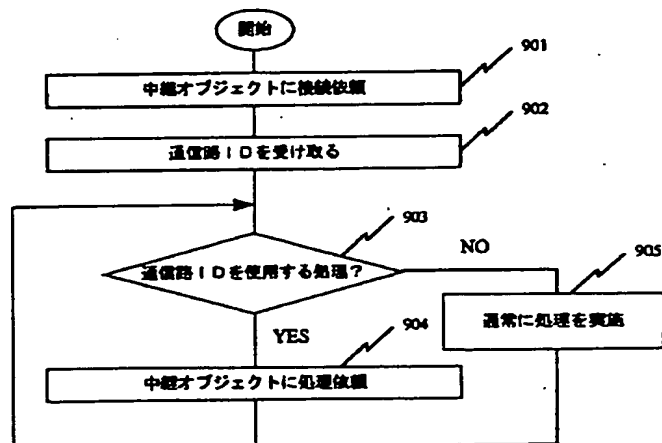 開始
901
中継オブジェクトに接続依頼
902
通信路IDを受け取る
903
通信路IDを使用する処理?
NO
905
通常に処理を実施
YES
904
中継オブジェクトに処理依頼